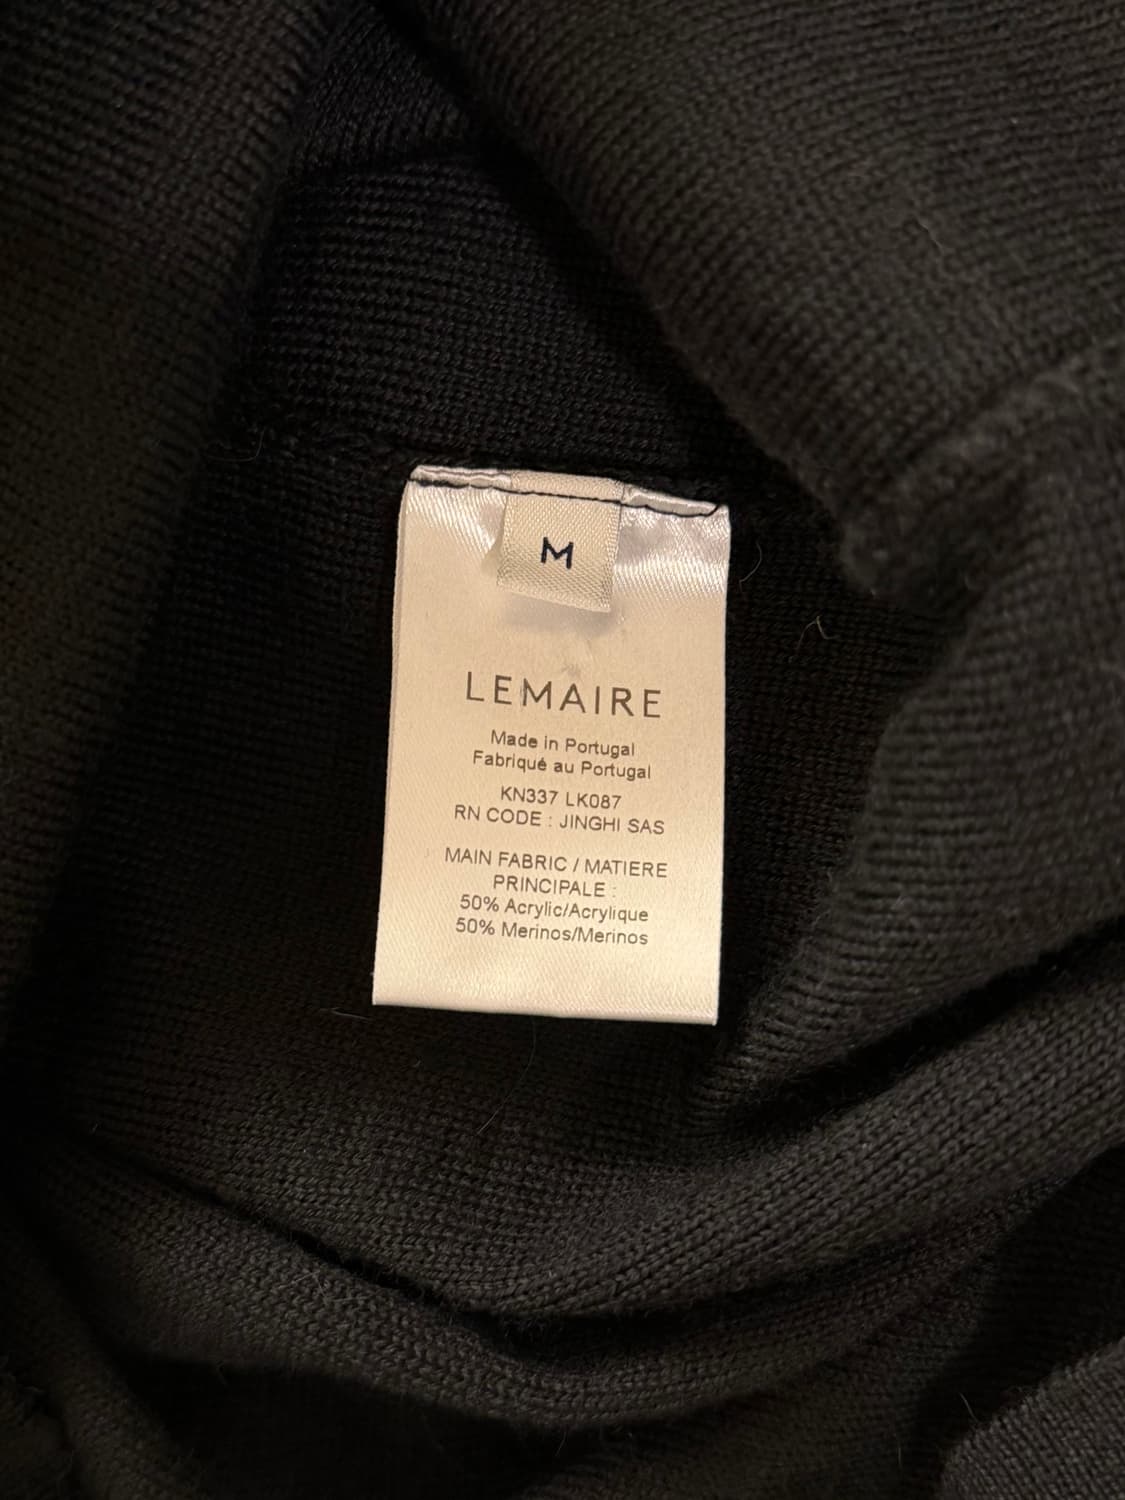 M
LEMAIRE
Made in Portugal
Fabriqué au Portugal
KN337 LK087
RN CODE : JINGHI SAS
MAIN FABRIC / MATIERE
PRINCIPALE :
50% Acrylic/Acrylique
50% Merinos/Merinos